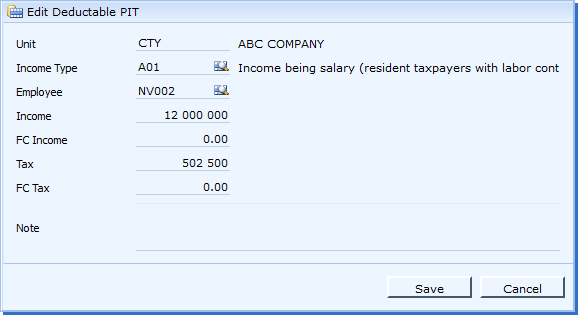 Edit Deductable PIT
Unit CTY ABC COMPANY
Income Type A01 Income being salary (resident taxpayers with labor cont
Employee NV002
Income 12 000 000
FC Income 0.00
Tax 502 500
FC Tax 0.00
Note
Save Cancel